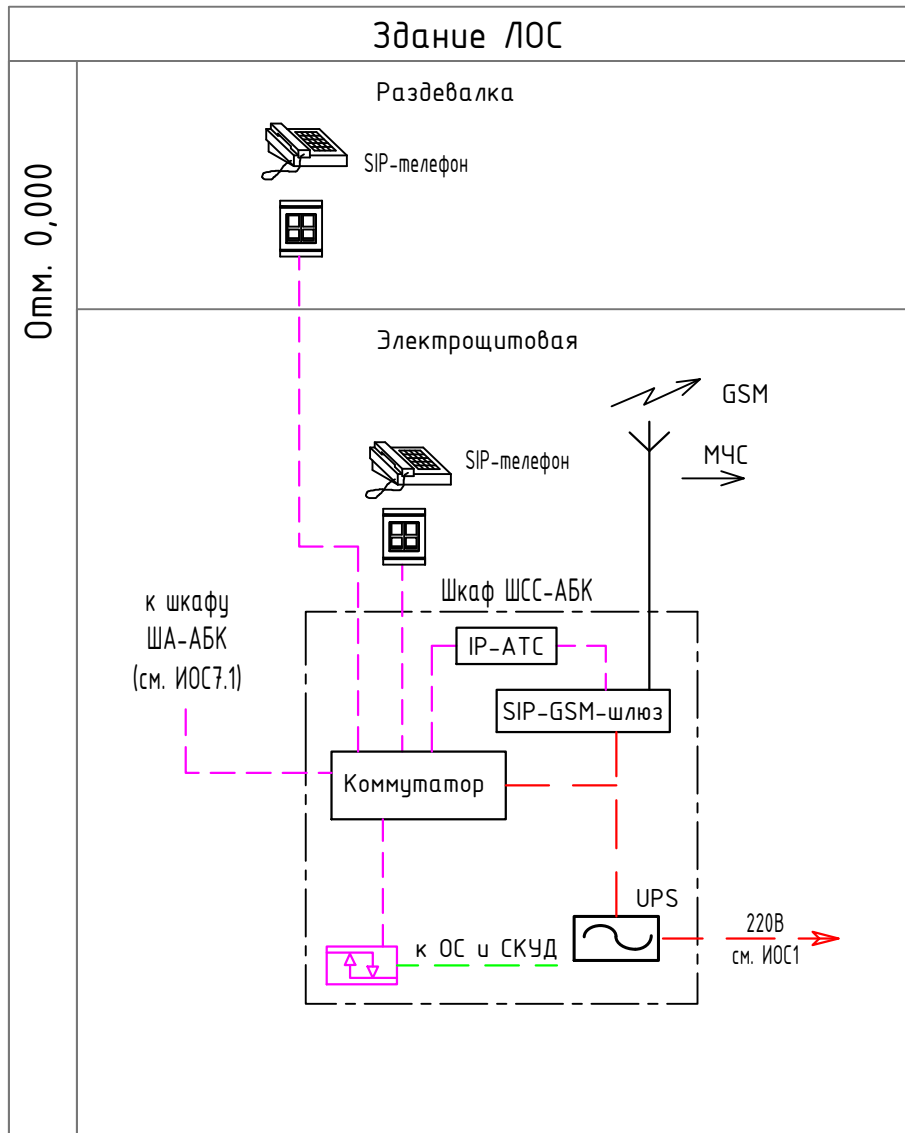 Здание ЛОС
Отм. 0,000
Раздевалка
SIP-телефон
Электрощитовая
GSM
МЧС
SIP-телефон
Шкаф ШСС-АБК
к шкафу
ША-АБК
(см. ИОС7.1)
IP-АТС
SIP-GSM-шлюз
Коммутатор
UPS
к ОС и СКУД
220В
см. ИОС1